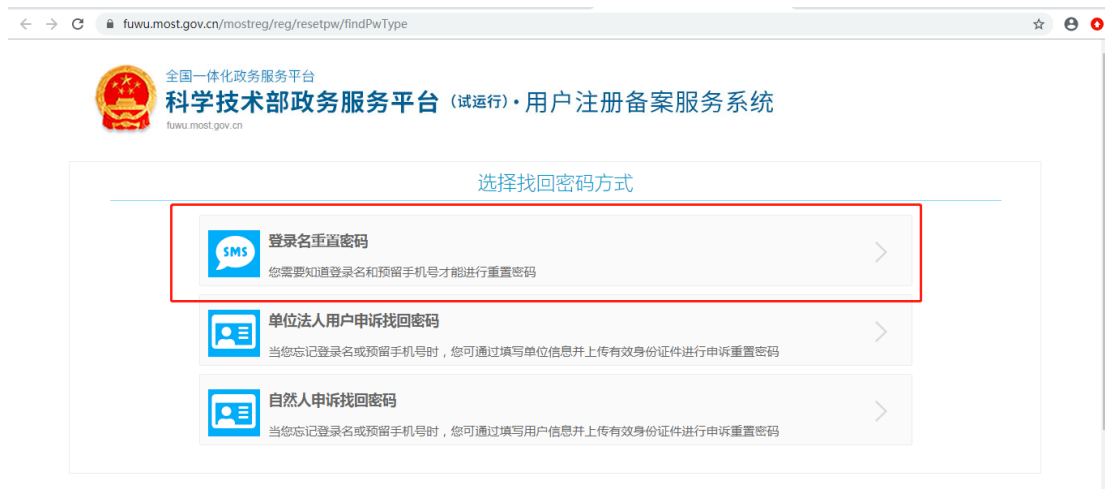 fuwu.most.gov.cn/mostreg/reg/resetpw/findPwType
全国一体化政务服务平台
科学技术部政务服务平台（试运行）·用户注册备案服务系统
fuwu.most.gov.cn
选择找回密码方式
SMS
登录名重置密码
您需要知道登录名和预留手机号才能进行重置密码
单位法人用户申诉找回密码
当您忘记登录名或预留手机号时，您可通过填写单位信息并上传有效身份证件进行申诉重置密码
自然人申诉找回密码
当您忘记登录名或预留手机号时，您可通过填写用户信息并上传有效身份证件进行申诉重置密码